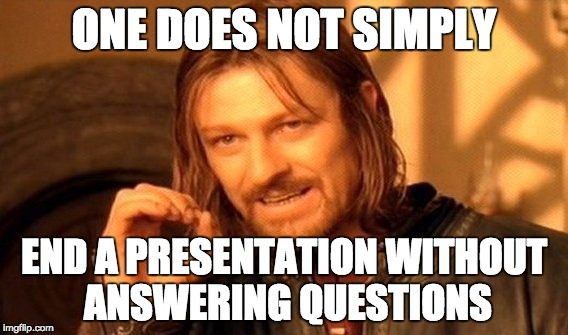 ONE DOES NOT SIMPLY
END A PRESENTATION WITHOUT
ANSWERING QUESTIONS
imgflip.com